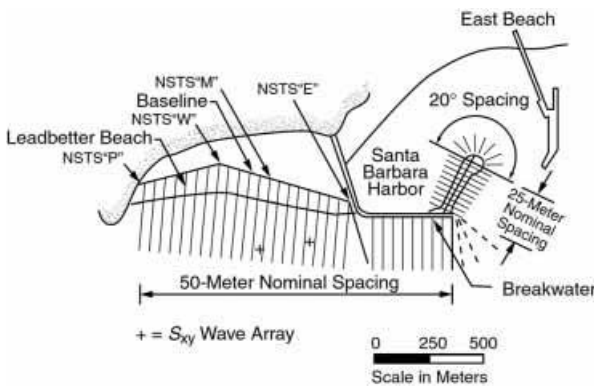 East Beach
NSTS"M"
Baseline
NSTS"W"
NSTS"E"
20° Spacing
Leadbetter Beach
NSTS"P"
Santa
Barbara
Harbor
25-Meter
Nominal
Spacing
50-Meter Nominal Spacing
Breakwater
+ = Sxy Wave Array
0 250 500
Scale in Meters